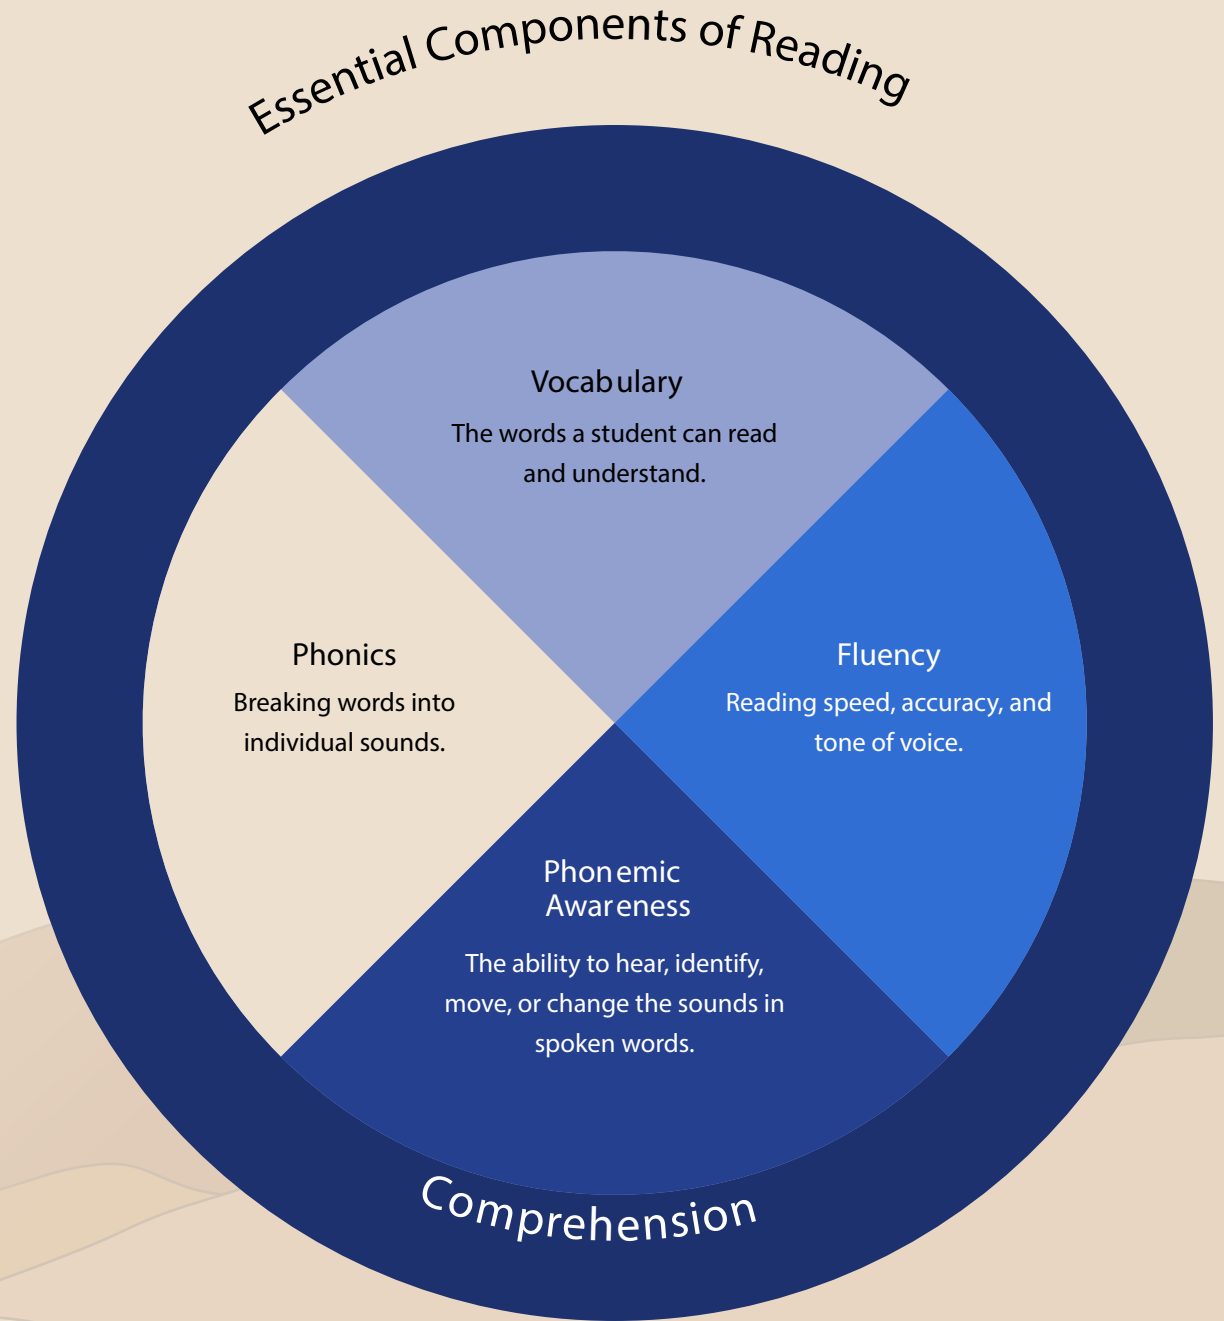 Essential Components of Reading
Vocabulary
The words a student can read
and understand.
Phonics
Breaking words into
individual sounds.
Fluency
Reading speed, accuracy, and
tone of voice.
Phonemic
Awareness
The ability to hear, identify,
move, or change the sounds in
spoken words.
Comprehension